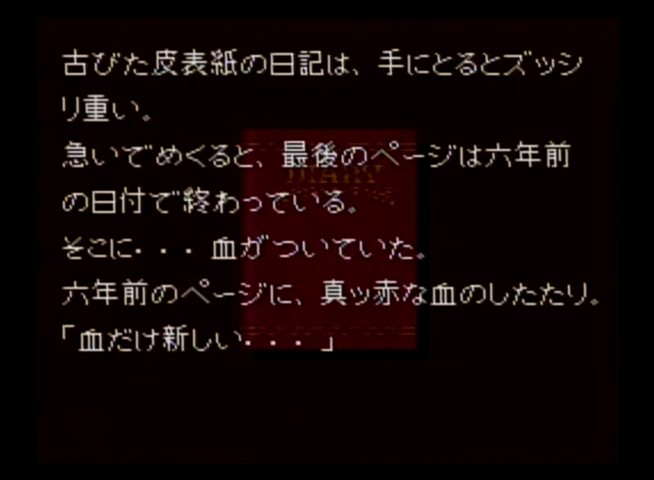 古びた皮表紙の日記は、手にとるとズッシ
リ重い。
急いでめくると、最後のページは六年前
の日付で終わっている。
そこに・・・血がついていた。
六年前のページに、真ッ赤な血のしたたり。
「血だけ新しい・・・」
DIARY